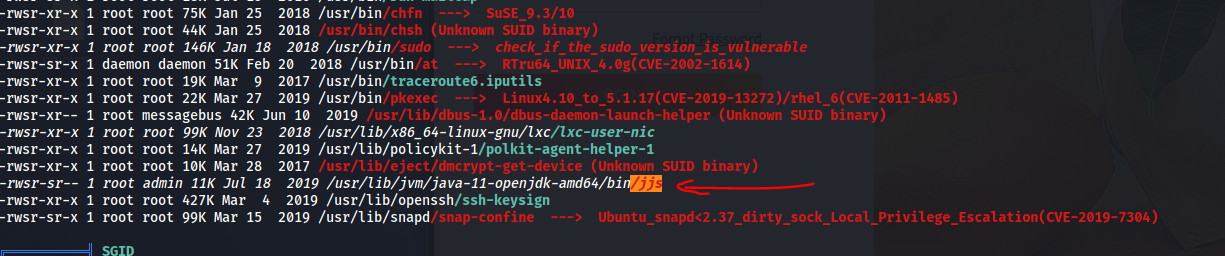 -rwsr-xr-x 1 root root 75K Jan 25  2018 /usr/bin/chfn  --->  SuSE_9.3/10
-rwsr-xr-x 1 root root 44K Jan 25  2018 /usr/bin/chsh (Unknown SUID binary)
Forgot Password
-rwsr-xr-x 1 root root 146K Jan 18  2018 /usr/bin/sudo  --->  check_if_the_sudo_version_is_vulnerable
-rwsr-sr-x 1 daemon daemon 51K Feb 20  2018 /usr/bin/at  --->  RTru64_UNIX_4.0g(CVE-2002-1614)
-rwsr-xr-x 1 root root 19K Mar  9  2017 /usr/bin/traceroute6.iputils
-rwsr-xr-x 1 root root 22K Mar 27  2019 /usr/bin/pkexec  --->  Linux4.10_to_5.1.17(CVE-2019-13272)/rhel_6(CVE-2011-1485)
-rwsr-xr-- 1 root messagebus 42K Jun 10  2019 /usr/lib/dbus-1.0/dbus-daemon-launch-helper (Unknown SUID binary)
-rwsr-xr-x 1 root root 99K Nov 23  2018 /usr/lib/x86_64-linux-gnu/lxc/lxc-user-nic
-rwsr-xr-x 1 root root 14K Mar 27  2019 /usr/lib/policykit-1/polkit-agent-helper-1
-rwsr-xr-x 1 root root 10K Mar 28  2017 /usr/lib/eject/dmcrypt-get-device (Unknown SUID binary)
-rwsr-sr-- 1 root admin 11K Jul 18  2019 /usr/lib/jvm/java-11-openjdk-amd64/bin/jjs
-rwsr-xr-x 1 root root 427K Mar  4  2019 /usr/lib/openssh/ssh-keysign
-rwsr-sr-x 1 root root 99K Mar 15  2019 /usr/lib/snapd/snap-confine  --->  Ubuntu_snapd<2.37_dirty_sock_Local_Privilege_Escalation(CVE-2019-7304)
SGID